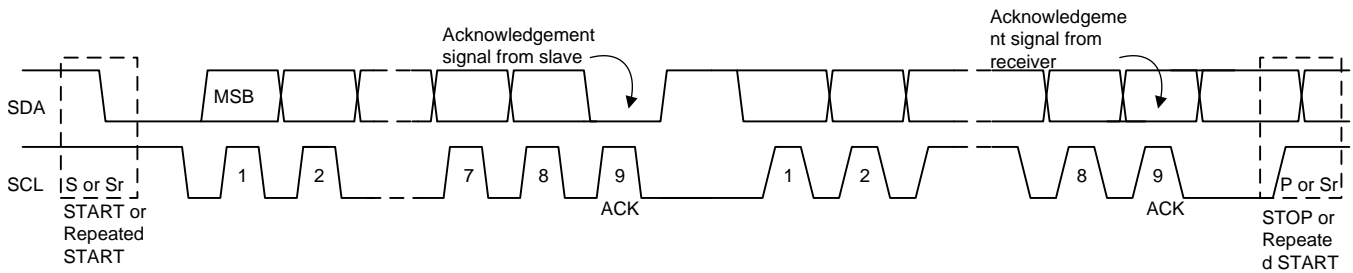 Acknowledgement
signal from slave
Acknowledgeme
nt signal from
receiver
SDA
MSB
SCL
S or Sr
1
2
7
8
9
1
2
8
9
P or Sr
ACK
ACK
START or
Repeated
START
STOP or
Repeate
d START